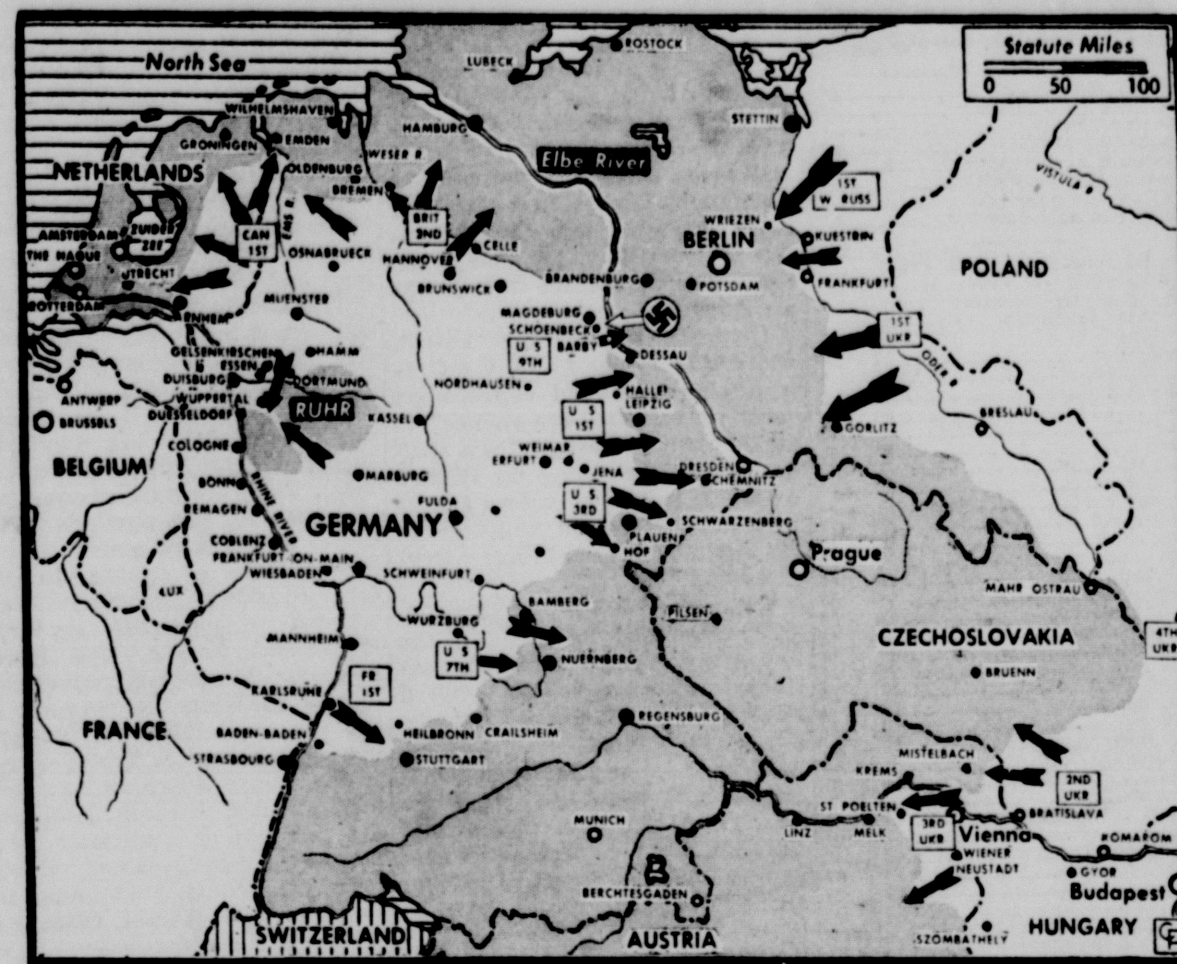 North Sea
LUBECK
ROSTOCK
Statute Miles
0 50 100
WILHELMSHAVEN
HAMBURG
STETTIN
GRONINGEN
EMDEN
WESER R.
Elbe River
VISTULA R
NETHERLANDS
OLDENBURG
BREMEN
1ST
W RUSS
AMSTERDAM
ZUIDER
ZEE
CAN
1ST
EMS R.
BRIT
2ND
WRIEZEN
BERLIN
KUESTRIN
THE HAGUE
UTRECHT
OSNABRUECK
HANNOVER
CELLE
POLAND
ROTTERDAM
ARNHEM
MUENSTER
BRUNSWICK
BRANDENBURG
POTSDAM
FRANKFURT
MAGDEBURG
SCHOENBECK
BARBY
U S
9TH
1ST
UKR
GELSENKIRCHEN
HAMM
ESSEN
DUISBURG
DORTMUND
DESSAU
ODER R
ANTWERP
WUPPERTAL
DUESSELDORF
RUHR
KASSEL
NORDHAUSEN
HALLE
LEIPZIG
BRUSSELS
U S
1ST
GORLITZ
BRESLAU
BELGIUM
COLOGNE
WEIMAR
ERFURT
JENA
DRESDEN
CHEMNITZ
BONN
MARBURG
REMAGEN
RHINE RIVER
FULDA
U S
3RD
GERMANY
SCHWARZENBERG
PLAUEN
HOF
COBLENZ
FRANKFURT-ON-MAIN
WIESBADEN
SCHWEINFURT
Prague
LUX
MAHR OSTRAU
BAMBERG
WURZBURG
PILSEN
MANNHEIM
U S
7TH
NUERNBERG
CZECHOSLOVAKIA
4TH
UKR
BRUENN
KARLSRUHE
FR
1ST
FRANCE
BADEN-BADEN
HEILBRONN
CRAILSHEIM
REGENSBURG
STRASBOURG
STUTTGART
MISTELBACH
KREMS
2ND
UKR
MUNICH
ST POELTEN
LINZ
MELK
3RD
UKR
Vienna
BRATISLAVA
KOMAROM
WIENER
NEUSTADT
GYOR
BERCHTESGADEN
Budapest
SWITZERLAND
AUSTRIA
SZOMBATHELY
HUNGARY